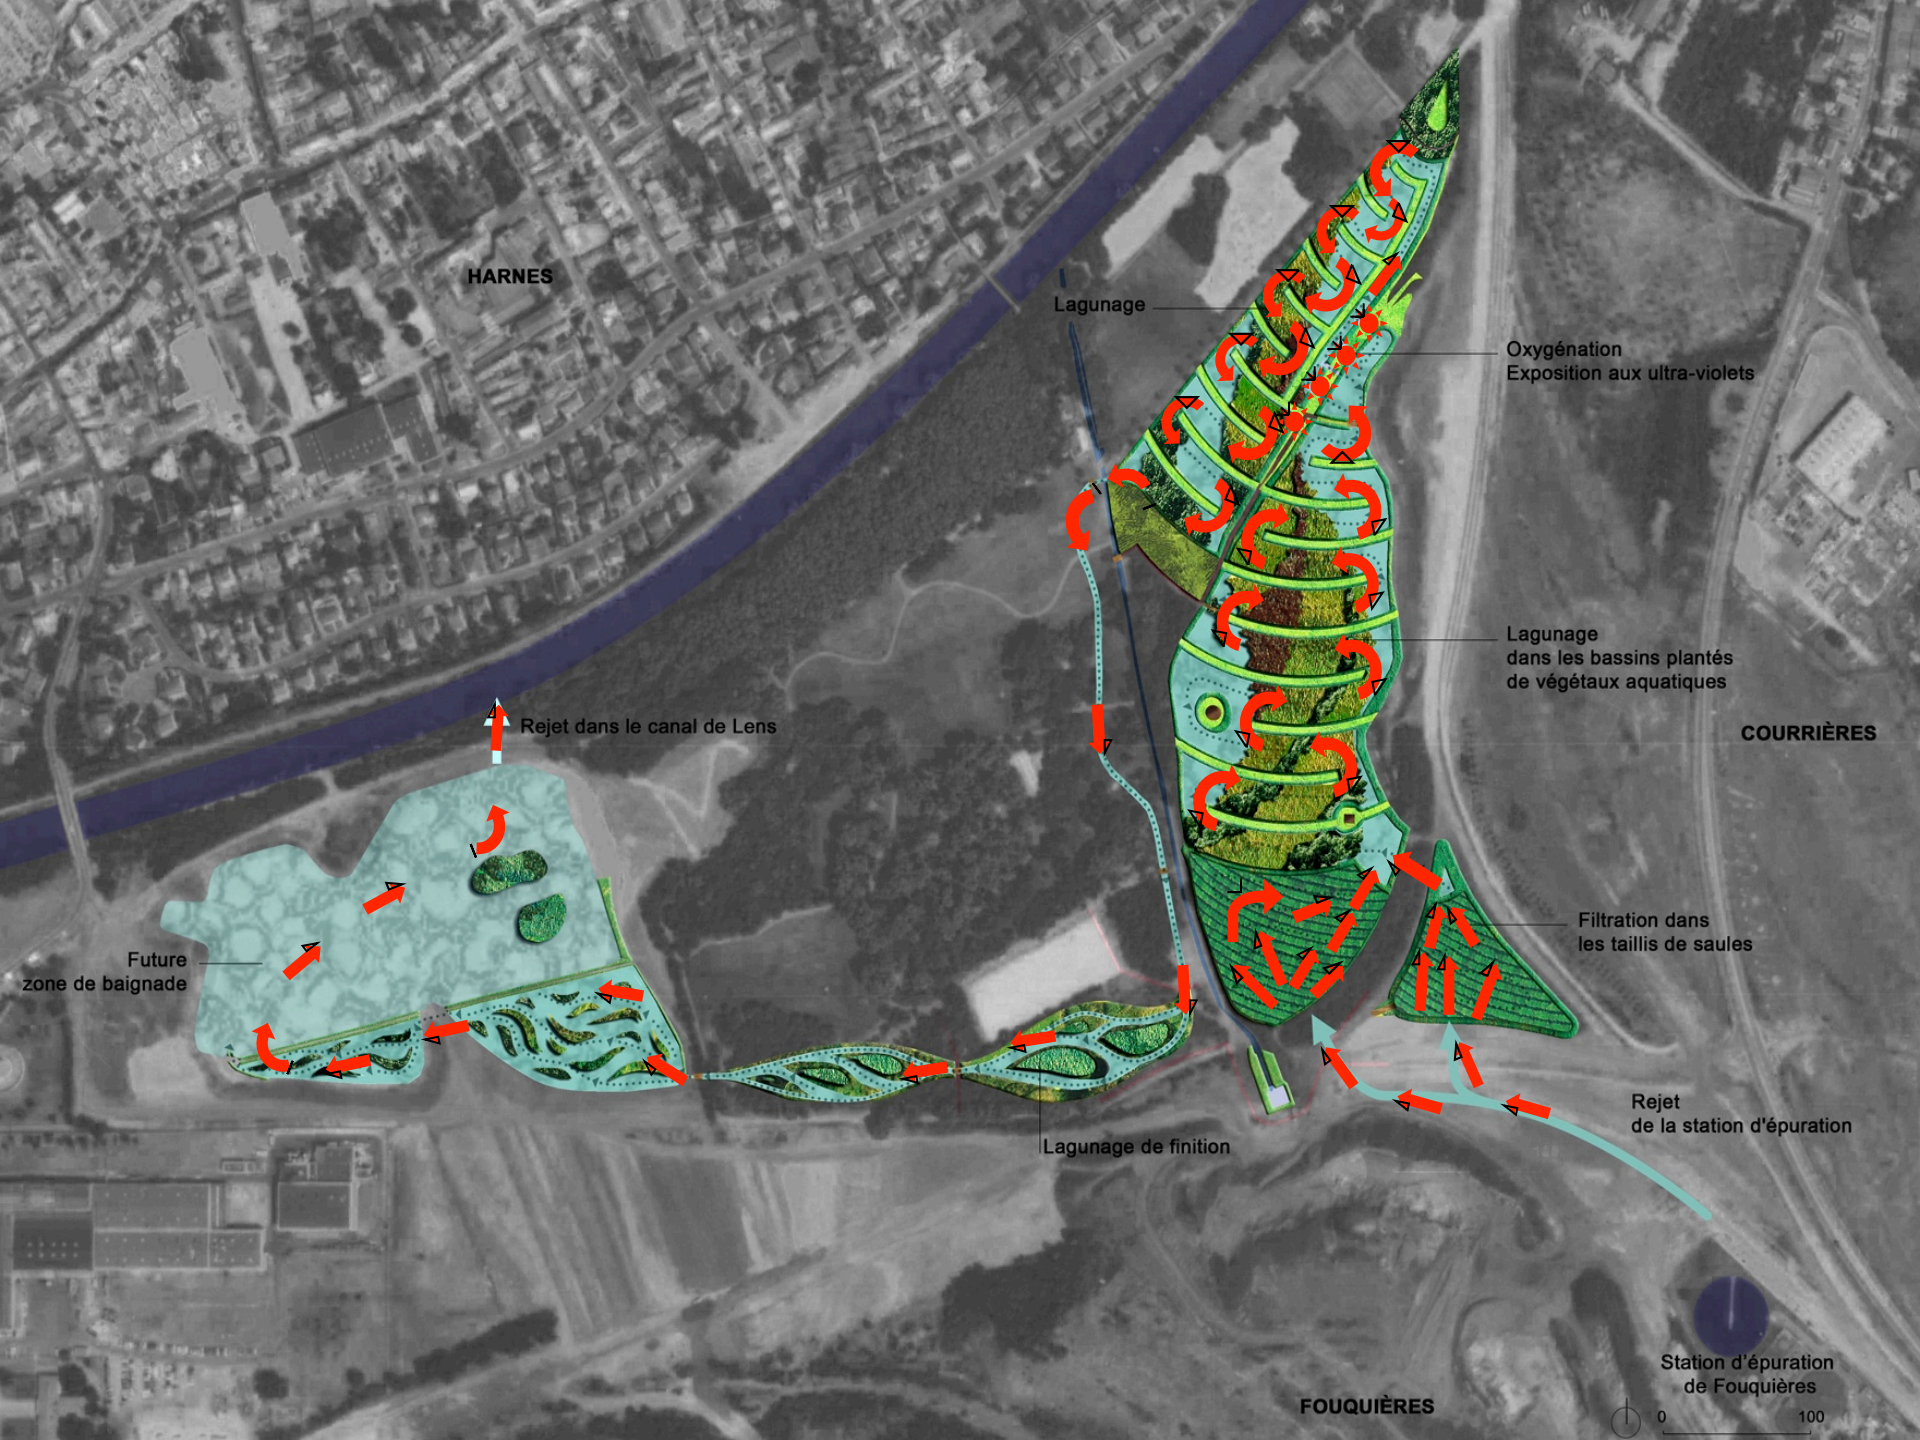 HARNES
Lagunage
Oxygénation
Exposition aux ultra-violets
Lagunage
dans les bassins plantés
de végétaux aquatiques
Rejet dans le canal de Lens
COURRIÈRES
Filtration dans
les taillis de saules
Future
zone de baignade
Rejet
de la station d'épuration
Lagunage de finition
Station d'épuration
de Fouquières
FOUQUIÈRES
0 100